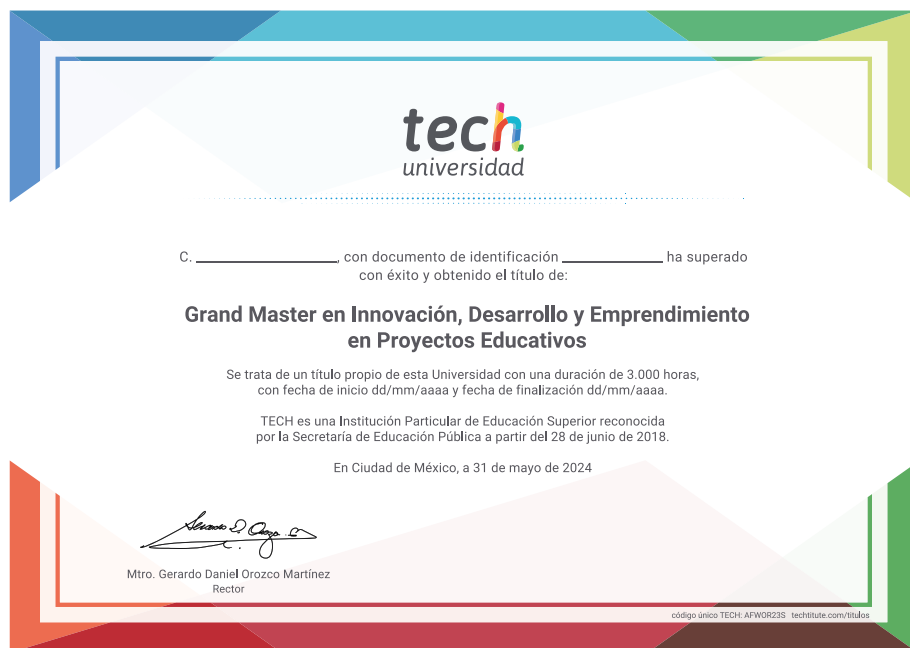 tech
universidad
C. ____________________, con documento de identificación ______________ ha superado
con éxito y obtenido el título de:
Grand Master en Innovación, Desarrollo y Emprendimiento
en Proyectos Educativos
Se trata de un título propio de esta Universidad con una duración de 3.000 horas,
con fecha de inicio dd/mm/aaaa y fecha de finalización dd/mm/aaaa.
TECH es una Institución Particular de Educación Superior reconocida
por la Secretaría de Educación Pública a partir del 28 de junio de 2018.
En Ciudad de México, a 31 de mayo de 2024
Mtro. Gerardo Daniel Orozco Martínez
Rector
código único TECH: AFWOR23S techtitute.com/titulos